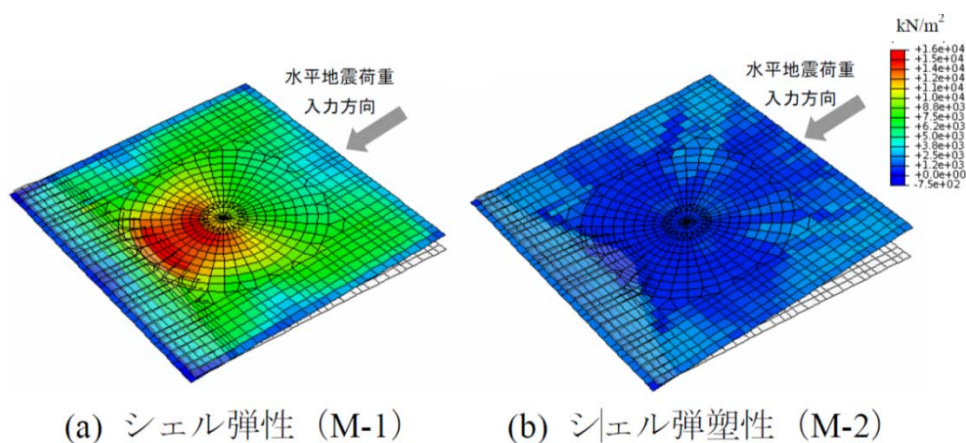 kN/m²
+1.6e+04
+1.5e+04
+1.4e+04
+1.2e+04
+1.1e+04
+1.0e+04
+8.8e+03
+7.5e+03
+6.2e+03
+5.0e+03
+3.8e+03
+2.5e+03
+1.2e+03
+0.0e+00
-7.5e+02
水平地震荷重
入力方向
水平地震荷重
入力方向
(a) シェル弾性（M-1）
(b) シェル弾塑性（M-2）